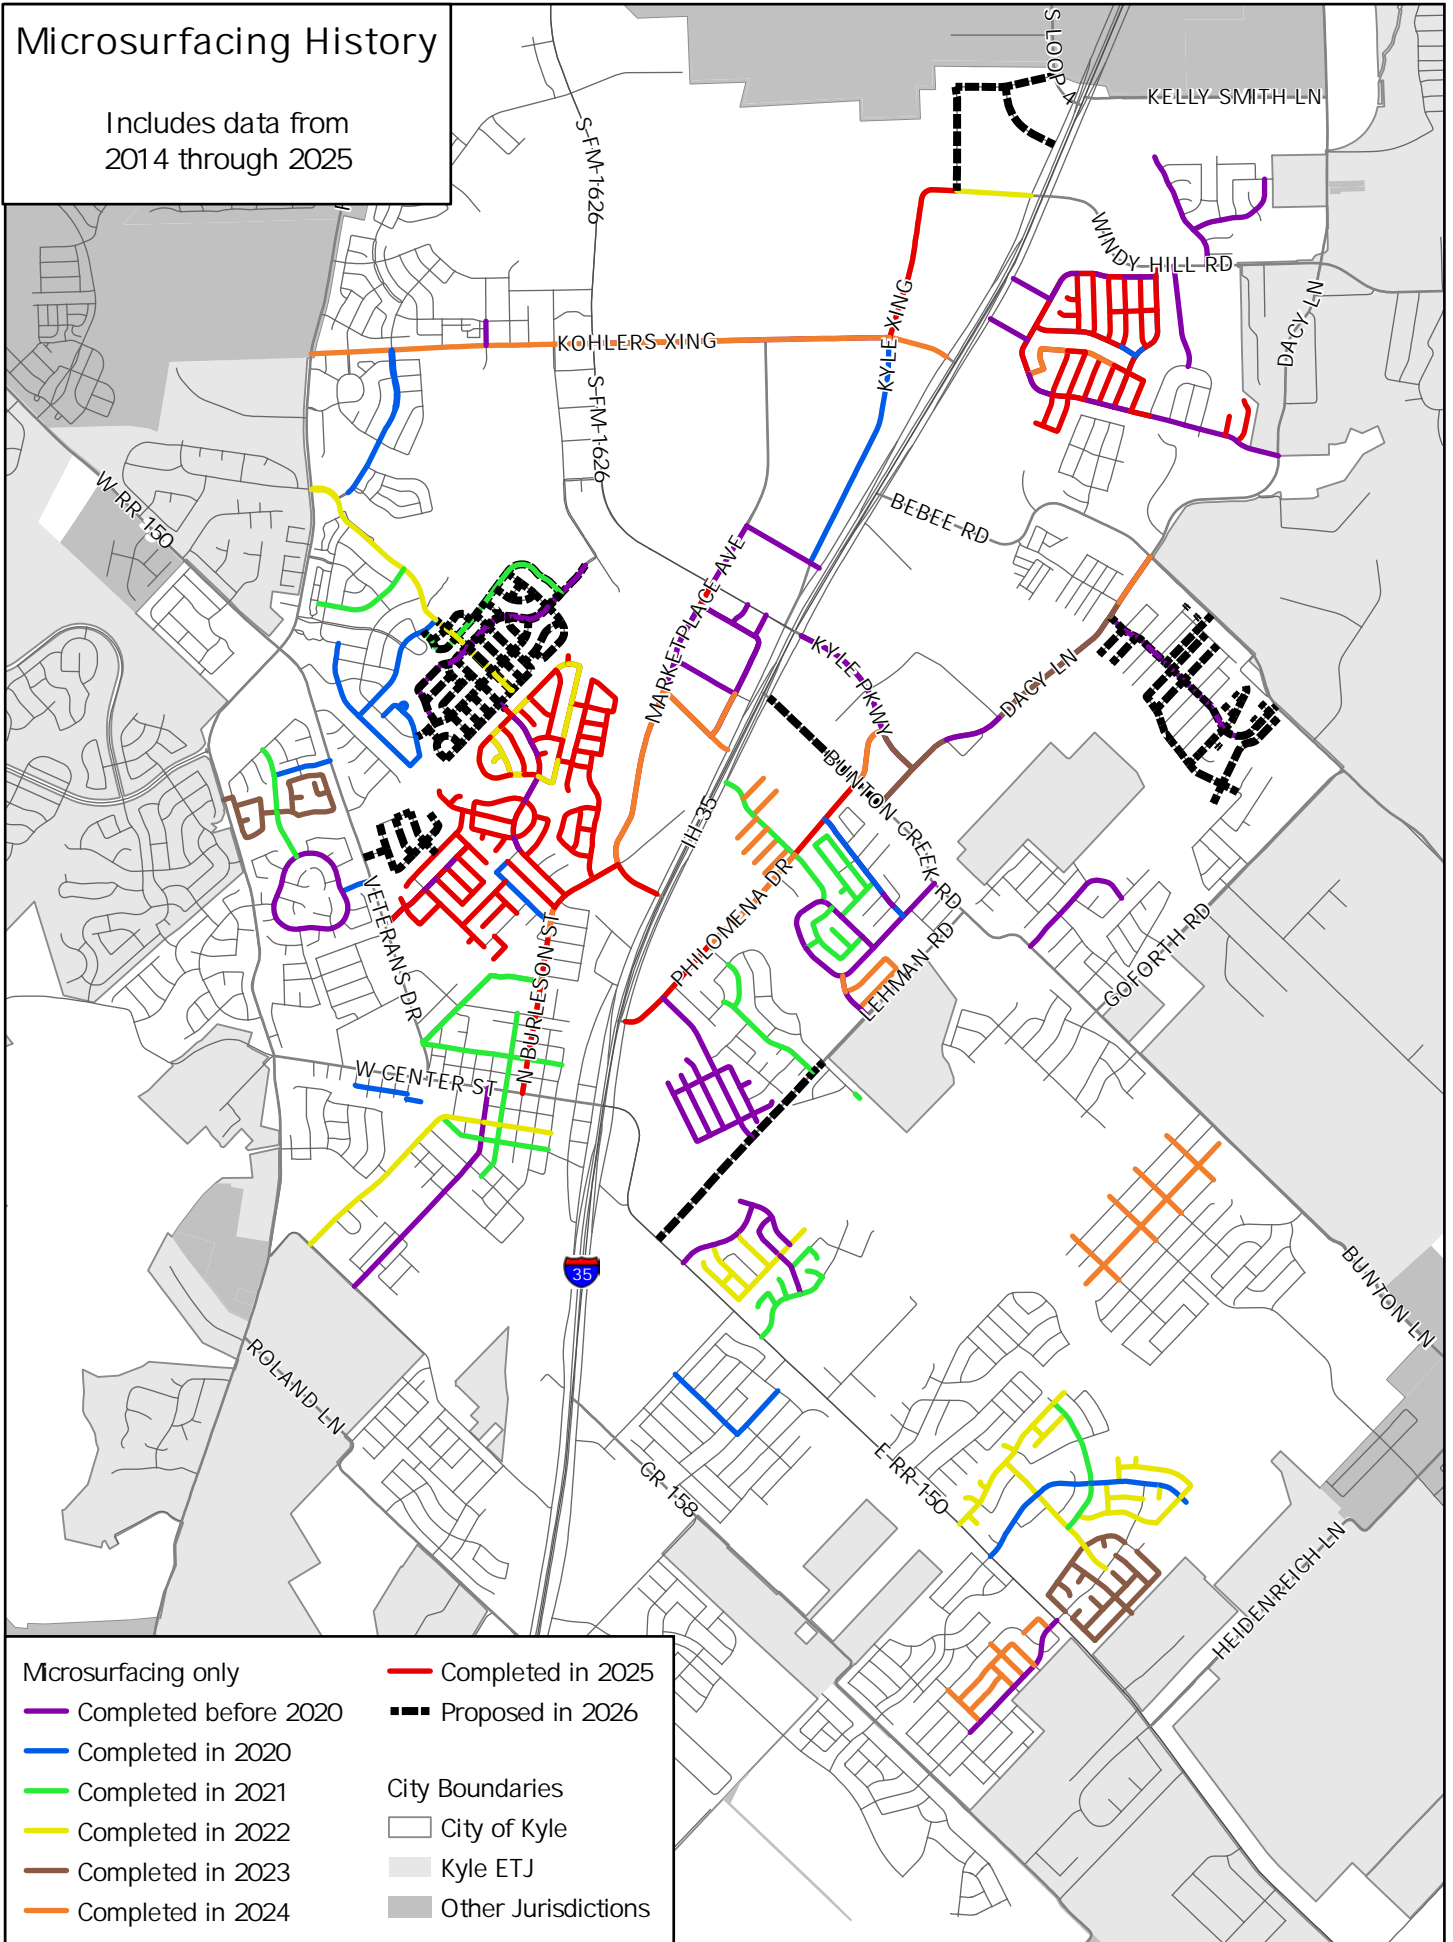 Microsurfacing History
Includes data from
2014 through 2025
S LOOP 4
KELLY SMITH LN
S FM 1626
WINDY HILL RD
DACY LN
KYLE XING
KOHLERS XING
S FM 1626
W RR 150
BEBEE RD
MARKETPLACE AVE
KYLE PKWY
DACY LN
BUNTON CREEK RD
IH 35
PHILOMENA DR
VETERANS DR
LEHMAN RD
GOFORTH RD
N BURLESON ST
W CENTER ST
35
BUNTON LN
ROLAND LN
CR 158
E RR 150
HEIDENREICH LN
Microsurfacing only
Completed before 2020
Completed in 2020
Completed in 2021
Completed in 2022
Completed in 2023
Completed in 2024
Completed in 2025
Proposed in 2026
City Boundaries
City of Kyle
Kyle ETJ
Other Jurisdictions